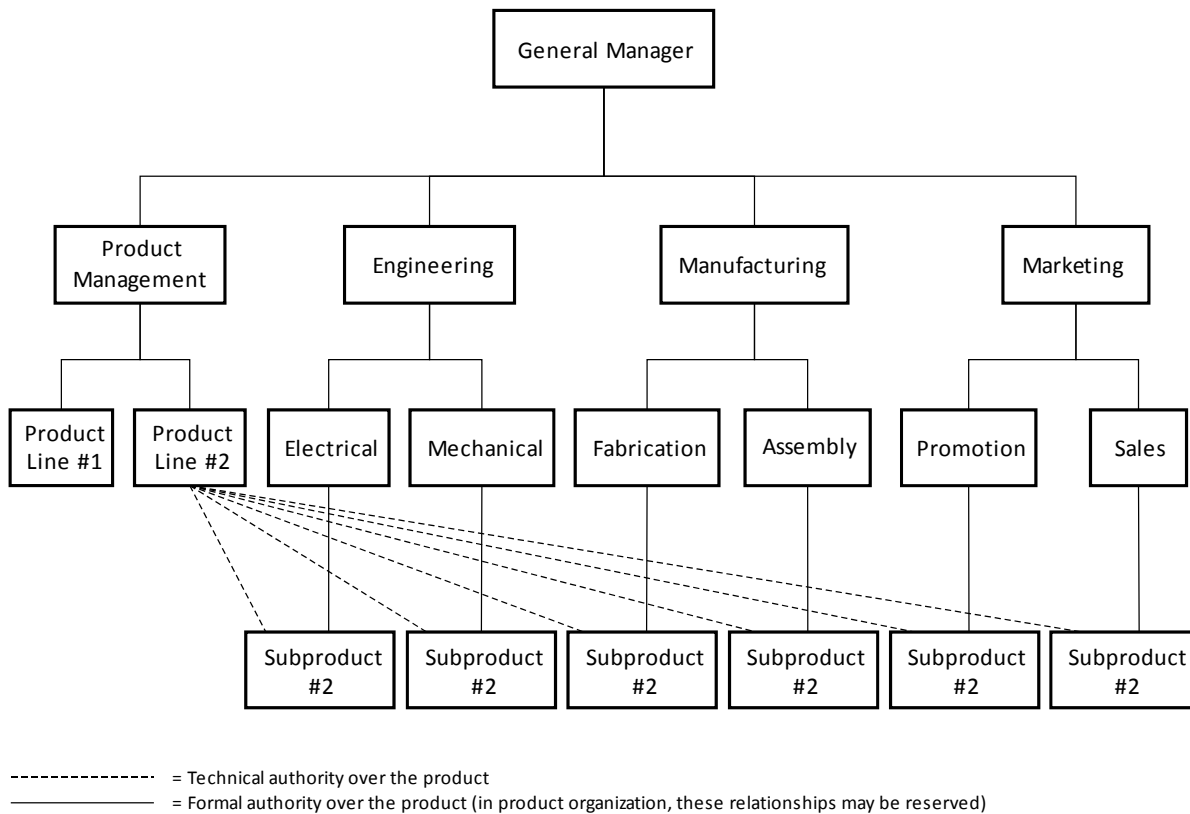 General Manager
Product
Management
Engineering
Manufacturing
Marketing
Product
Line #1
Product
Line #2
Electrical
Mechanical
Fabrication
Assembly
Promotion
Sales
Subproduct
#2
Subproduct
#2
Subproduct
#2
Subproduct
#2
Subproduct
#2
Subproduct
#2
= Technical authority over the product
= Formal authority over the product (in product organization, these relationships may be reserved)